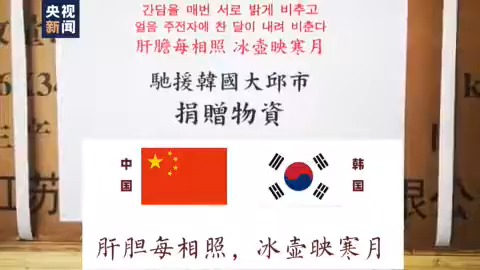 央视
新闻
간담을 매번 서로 밝게 비추고
얼음 주전자에 찬 달이 내려 비춘다
肝膽每相照 冰壺映寒月
馳援韓國大邱市
捐贈物資
中国
韩国
肝胆每相照，冰壶映寒月